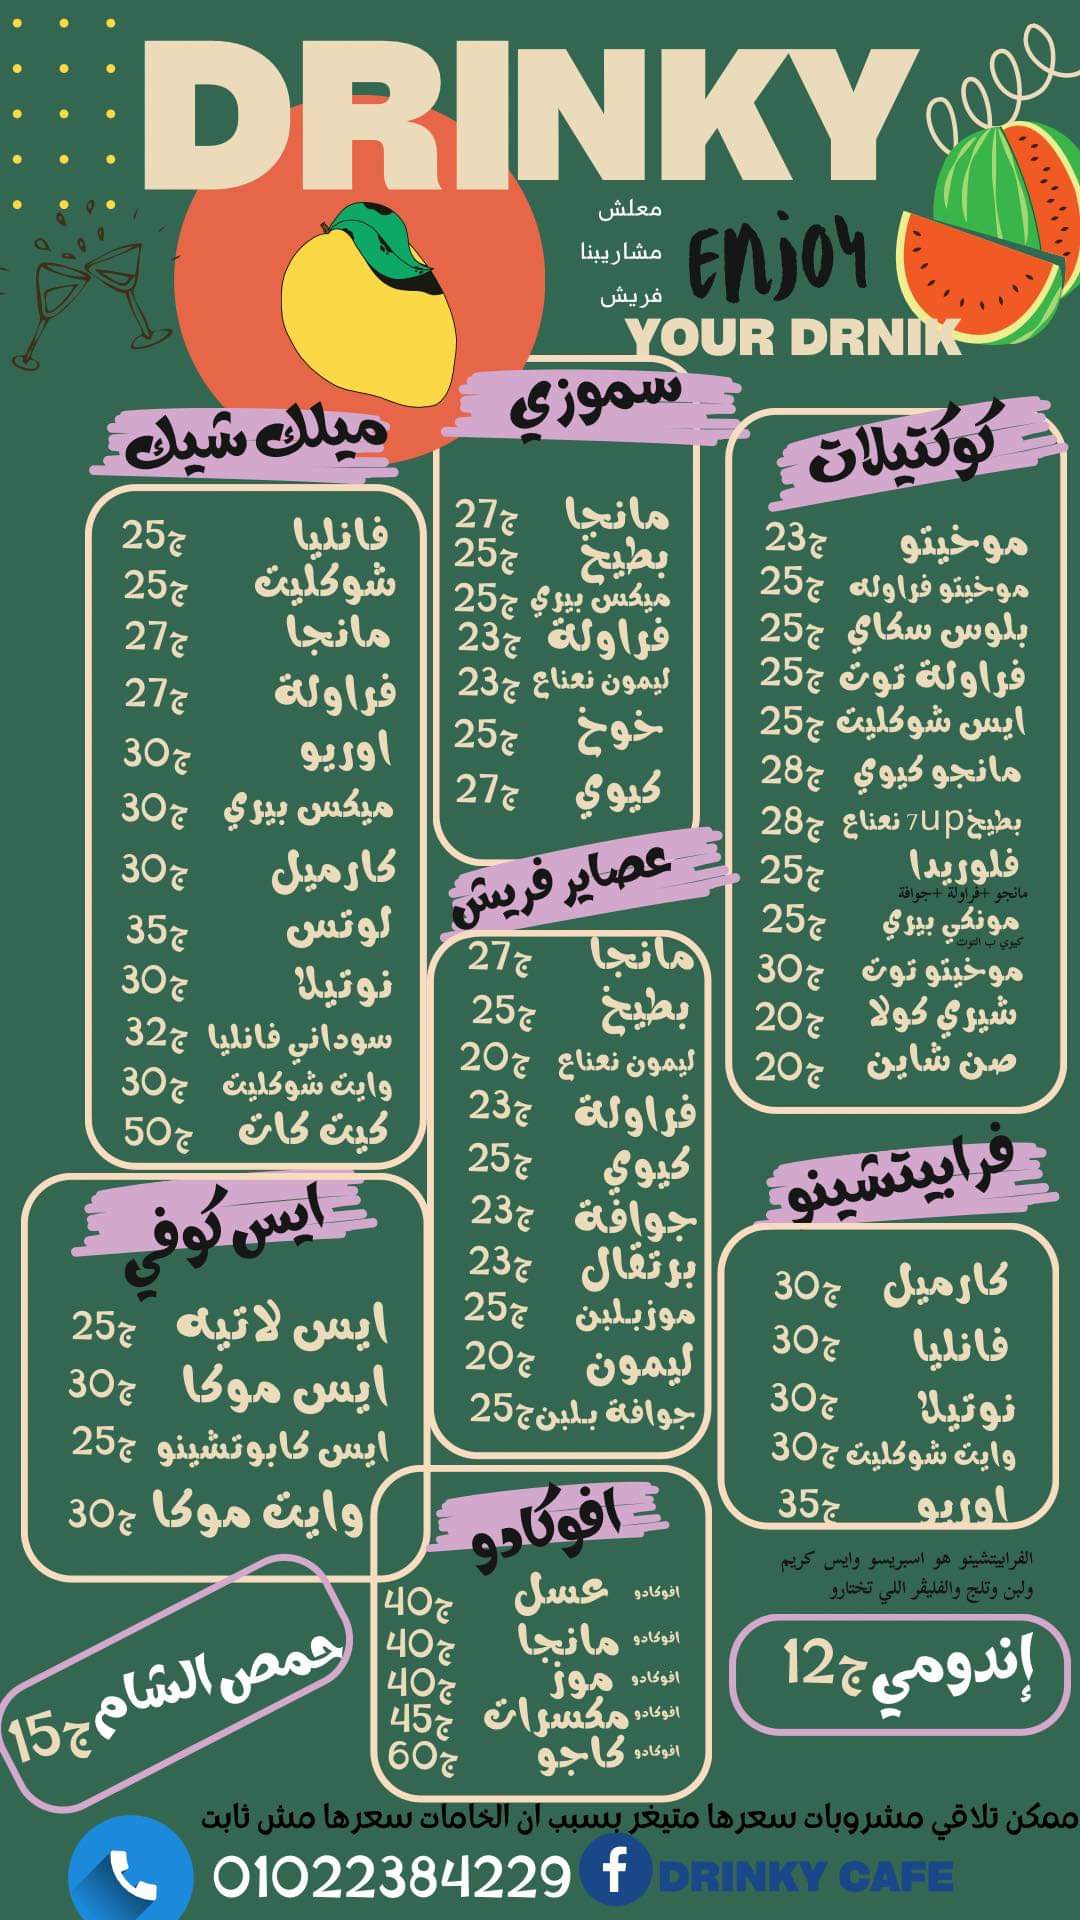 DRINKY
معلش
مشاريبنا
فريش
enjoy
YOUR DRNIK
كوكتيلات
موخيتو 23ج
موخيتو فراوله 25ج
بلوس سكاي 25ج
فراولة توت 25ج
ايس شوكليت 25ج
مانجو كيوي 28ج
بطيخ7up نعناع 28ج
فلوريدا 25ج
مانجو +فراولة +جوافة
مونكي بيري 25ج
كيوي ب التوت
موخيتو توت 30ج
شيري كولا 20ج
صن شاين 20ج
سموزي
مانجا 27ج
بطيخ 25ج
ميكس بيري 25ج
فراولة 23ج
ليمون نعناع 23ج
خوخ 25ج
كيوي 27ج
ميلك شيك
فانليا 25ج
شوكليت 25ج
مانجا 27ج
فراولة 27ج
اوريو 30ج
ميكس بيري 30ج
كارميل 30ج
لوتس 35ج
نوتيلا 30ج
سوداني فانليا 32ج
وايت شوكليت 30ج
كيت كات 50ج
عصاير فريش
مانجا 27ج
بطيخ 25ج
ليمون نعناع 20ج
فراولة 23ج
كيوي 25ج
جوافة 23ج
برتقال 23ج
موز بلبن 25ج
ليمون 20ج
جوافة بلبن 25ج
فرابيتشينو
كارميل 30ج
فانليا 30ج
نوتيلا 30ج
وايت شوكليت 30ج
اوريو 35ج
الفرابيتشينو هو اسبريسو وايس كريم
ولبن وتلج والفليڤر اللي تختارو
ايس كوفي
ايس لاتيه 25ج
ايس موكا 30ج
ايس كابوتشينو 25ج
وايت موكا 30ج
افوكادو
افوكادو عسل 40ج
افوكادو مانجا 40ج
افوكادو موز 40ج
افوكادو مكسرات 45ج
افوكادو كاجو 60ج
إندومي 12ج
حمص الشام 15ج
ممكن تلاقي مشروبات سعرها متيغر بسبب ان الخامات سعرها مش ثابت
01022384229
DRINKY CAFE